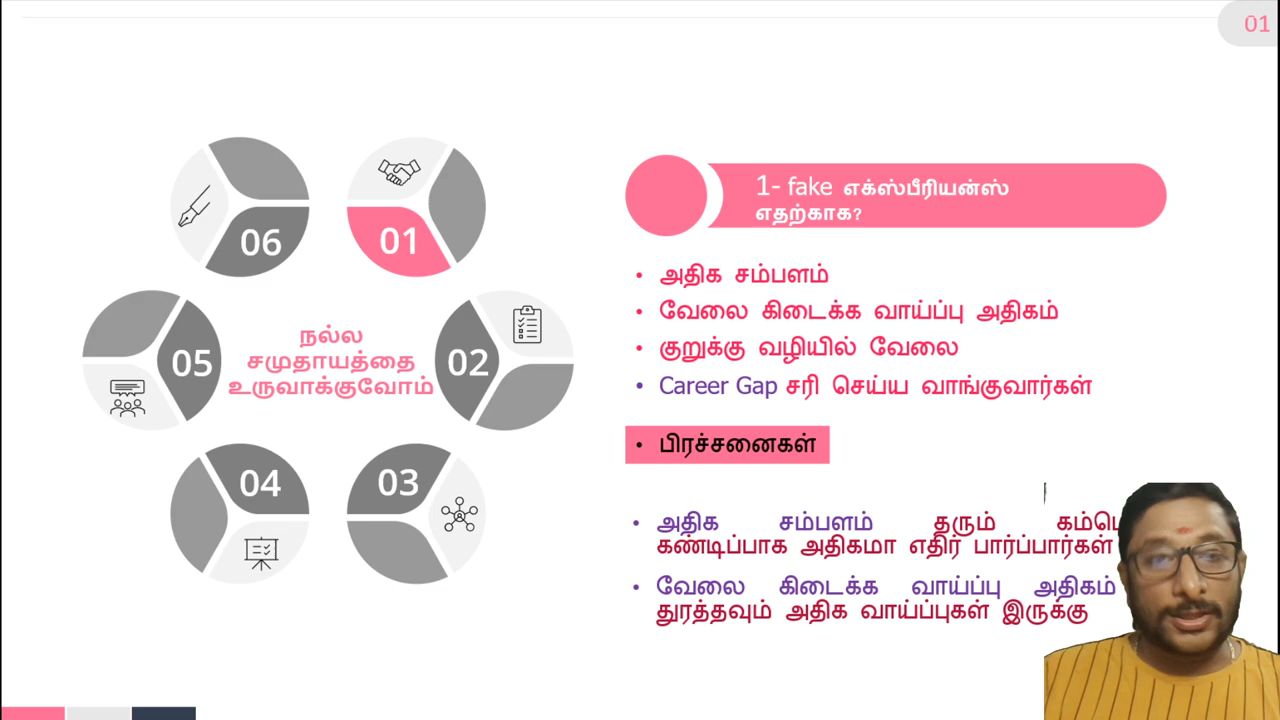 01
06
01
05
02
04
03
நல்ல
சமுதாயத்தை
உருவாக்குவோம்
1- fake எக்ஸ்பீரியன்ஸ்
எதற்காக?
• அதிக சம்பளம்
• வேலை கிடைக்க வாய்ப்பு அதிகம்
• குறுக்கு வழியில் வேலை
• Career Gap சரி செய்ய வாங்குவார்கள்
• பிரச்சனைகள்
• அதிக சம்பளம் தரும்
கண்டிப்பாக அதிகமா எதிர் பார்ப்பார்கள்
• வேலை கிடைக்க வாய்ப்பு அதிகம்
துரத்தவும் அதிக வாய்ப்புகள் இருக்கு